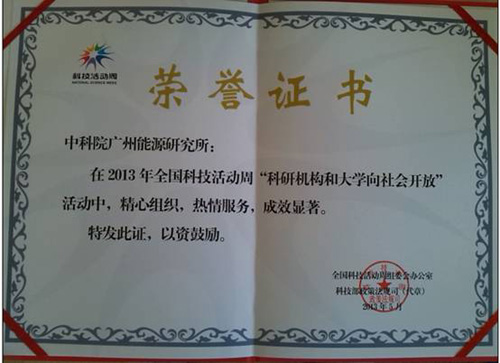 科技活动周
NATIONAL SCIENCE WEEK
荣誉证书
中科院广州能源研究所：
在2013年全国科技活动周“科研机构和大学向社会开放”
活动中，精心组织，热情服务，成效显著。
特发此证，以资鼓励。
全国科技活动周组委会办公室
科技部政策法规司（代章）
2013年5月
政策法规司